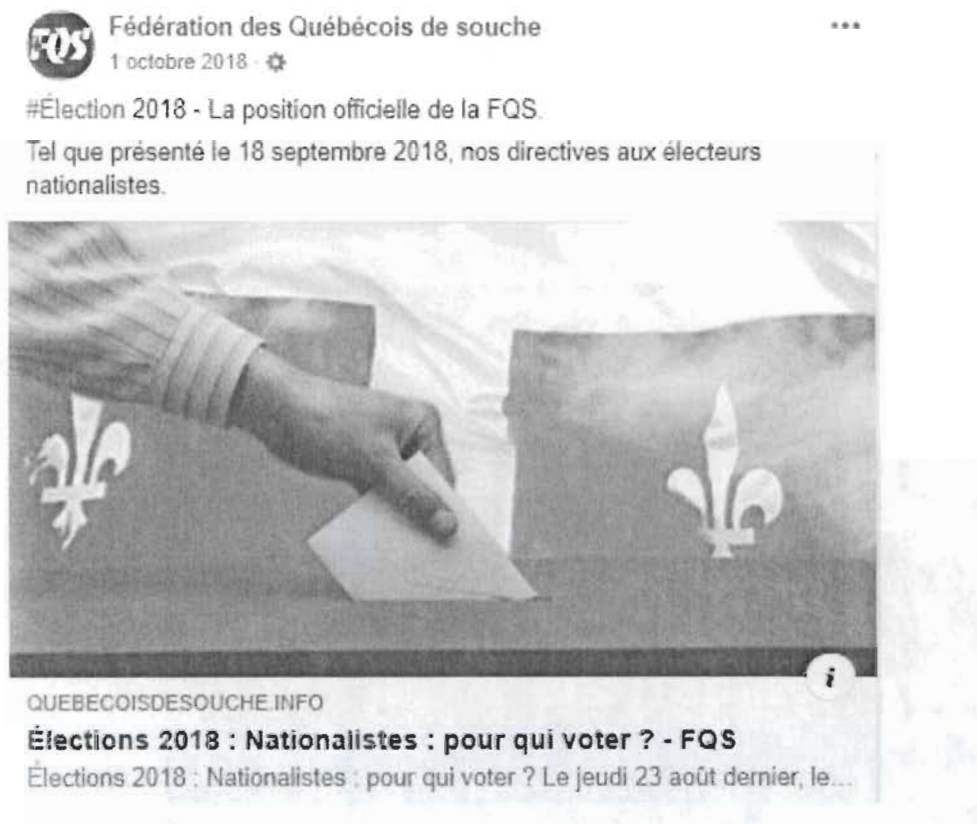 FQS
Fédération des Québécois de souche
1 octobre 2018 ·
#Élection 2018 - La position officielle de la FQS.
Tel que présenté le 18 septembre 2018, nos directives aux électeurs
nationalistes.
i
QUEBECOISDESOUCHE.INFO
Élections 2018 : Nationalistes : pour qui voter ? - FQS
Élections 2018 : Nationalistes : pour qui voter ? Le jeudi 23 août dernier, le...